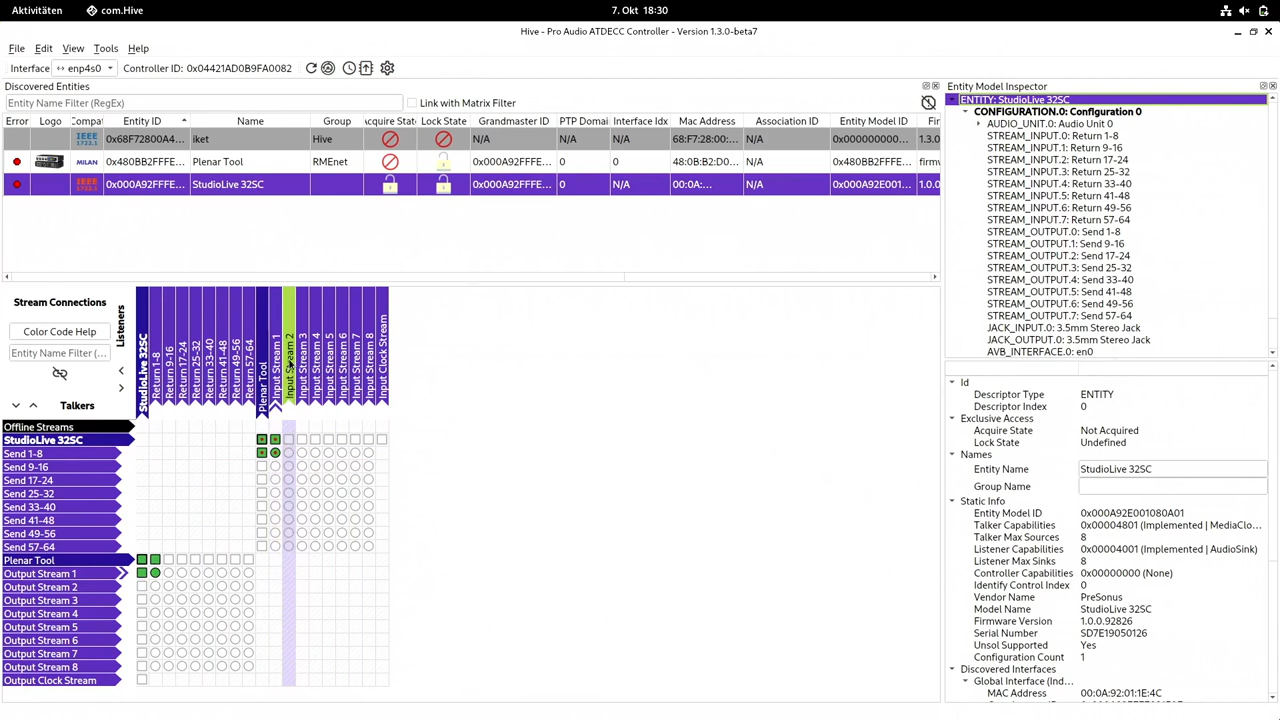 Aktivitäten com.Hive 7. Okt 18:30
Hive - Pro Audio ATDECC Controller - Version 1.3.0-beta7
File Edit View Tools Help
Interface enp4s0 Controller ID: 0x04421AD0B9FA0082
Discovered Entities
Entity Name Filter (RegEx) Link with Matrix Filter
Error Logo Compat Entity ID Name Group Acquire State Lock State Grandmaster ID PTP Domai Interface Idx Mac Address Association ID Entity Model ID Fir
IEEE 1722.1 0x68F72800A4... iket Hive N/A N/A N/A 68:F7:28:00:... N/A 0x000000000... 1.3.0
MILAN 0x480BB2FFFE... Plenar Tool RMEnet 0x000A92FFFE... 0 0 48:0B:B2:D0... N/A 0x480BB2FFFE... firmw
IEEE 1722.1 0x000A92FFFE... StudioLive 32SC 0x000A92FFFE... 0 N/A 00:0A:... N/A 0x000A92E001... 1.0.0
Stream Connections
Color Code Help
Entity Name Filter (...
Listeners
Talkers
StudioLive 32SC
Return 1-8
Return 9-16
Return 17-24
Return 25-32
Return 33-40
Return 41-48
Return 49-56
Return 57-64
Plenar Tool
Input Stream 1
Input Stream 2
Input Stream 3
Input Stream 4
Input Stream 5
Input Stream 6
Input Stream 7
Input Stream 8
Input Clock Stream
Offline Streams
StudioLive 32SC
Send 1-8
Send 9-16
Send 17-24
Send 25-32
Send 33-40
Send 41-48
Send 49-56
Send 57-64
Plenar Tool
Output Stream 1
Output Stream 2
Output Stream 3
Output Stream 4
Output Stream 5
Output Stream 6
Output Stream 7
Output Stream 8
Output Clock Stream
Entity Model Inspector
ENTITY: StudioLive 32SC
CONFIGURATION.0: Configuration 0
AUDIO_UNIT.0: Audio Unit 0
STREAM_INPUT.0: Return 1-8
STREAM_INPUT.1: Return 9-16
STREAM_INPUT.2: Return 17-24
STREAM_INPUT.3: Return 25-32
STREAM_INPUT.4: Return 33-40
STREAM_INPUT.5: Return 41-48
STREAM_INPUT.6: Return 49-56
STREAM_INPUT.7: Return 57-64
STREAM_OUTPUT.0: Send 1-8
STREAM_OUTPUT.1: Send 9-16
STREAM_OUTPUT.2: Send 17-24
STREAM_OUTPUT.3: Send 25-32
STREAM_OUTPUT.4: Send 33-40
STREAM_OUTPUT.5: Send 41-48
STREAM_OUTPUT.6: Send 49-56
STREAM_OUTPUT.7: Send 57-64
JACK_INPUT.0: 3.5mm Stereo Jack
JACK_OUTPUT.0: 3.5mm Stereo Jack
AVB_INTERFACE.0: en0
Id
Descriptor Type ENTITY
Descriptor Index 0
Exclusive Access
Acquire State Not Acquired
Lock State Undefined
Names
Entity Name StudioLive 32SC
Group Name
Static Info
Entity Model ID 0x000A92E001080A01
Talker Capabilities 0x00004801 (Implemented | MediaClo...
Talker Max Sources 8
Listener Capabilities 0x00004001 (Implemented | AudioSink)
Listener Max Sinks 8
Controller Capabilities 0x00000000 (None)
Identify Control Index 0
Vendor Name PreSonus
Model Name StudioLive 32SC
Firmware Version 1.0.0.92826
Serial Number SD7E19050126
Unsol Supported Yes
Configuration Count 1
Discovered Interfaces
Global Interface (Ind...
MAC Address 00:0A:92:01:1E:4C